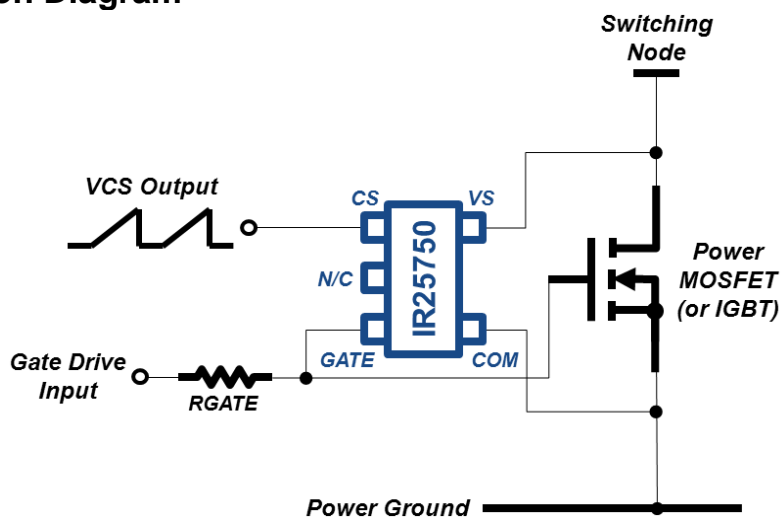 Switching
Node
VCS Output
CS
VS
IR25750
N/C
Power
MOSFET
(or IGBT)
GATE
COM
Gate Drive
Input
RGATE
Power Ground